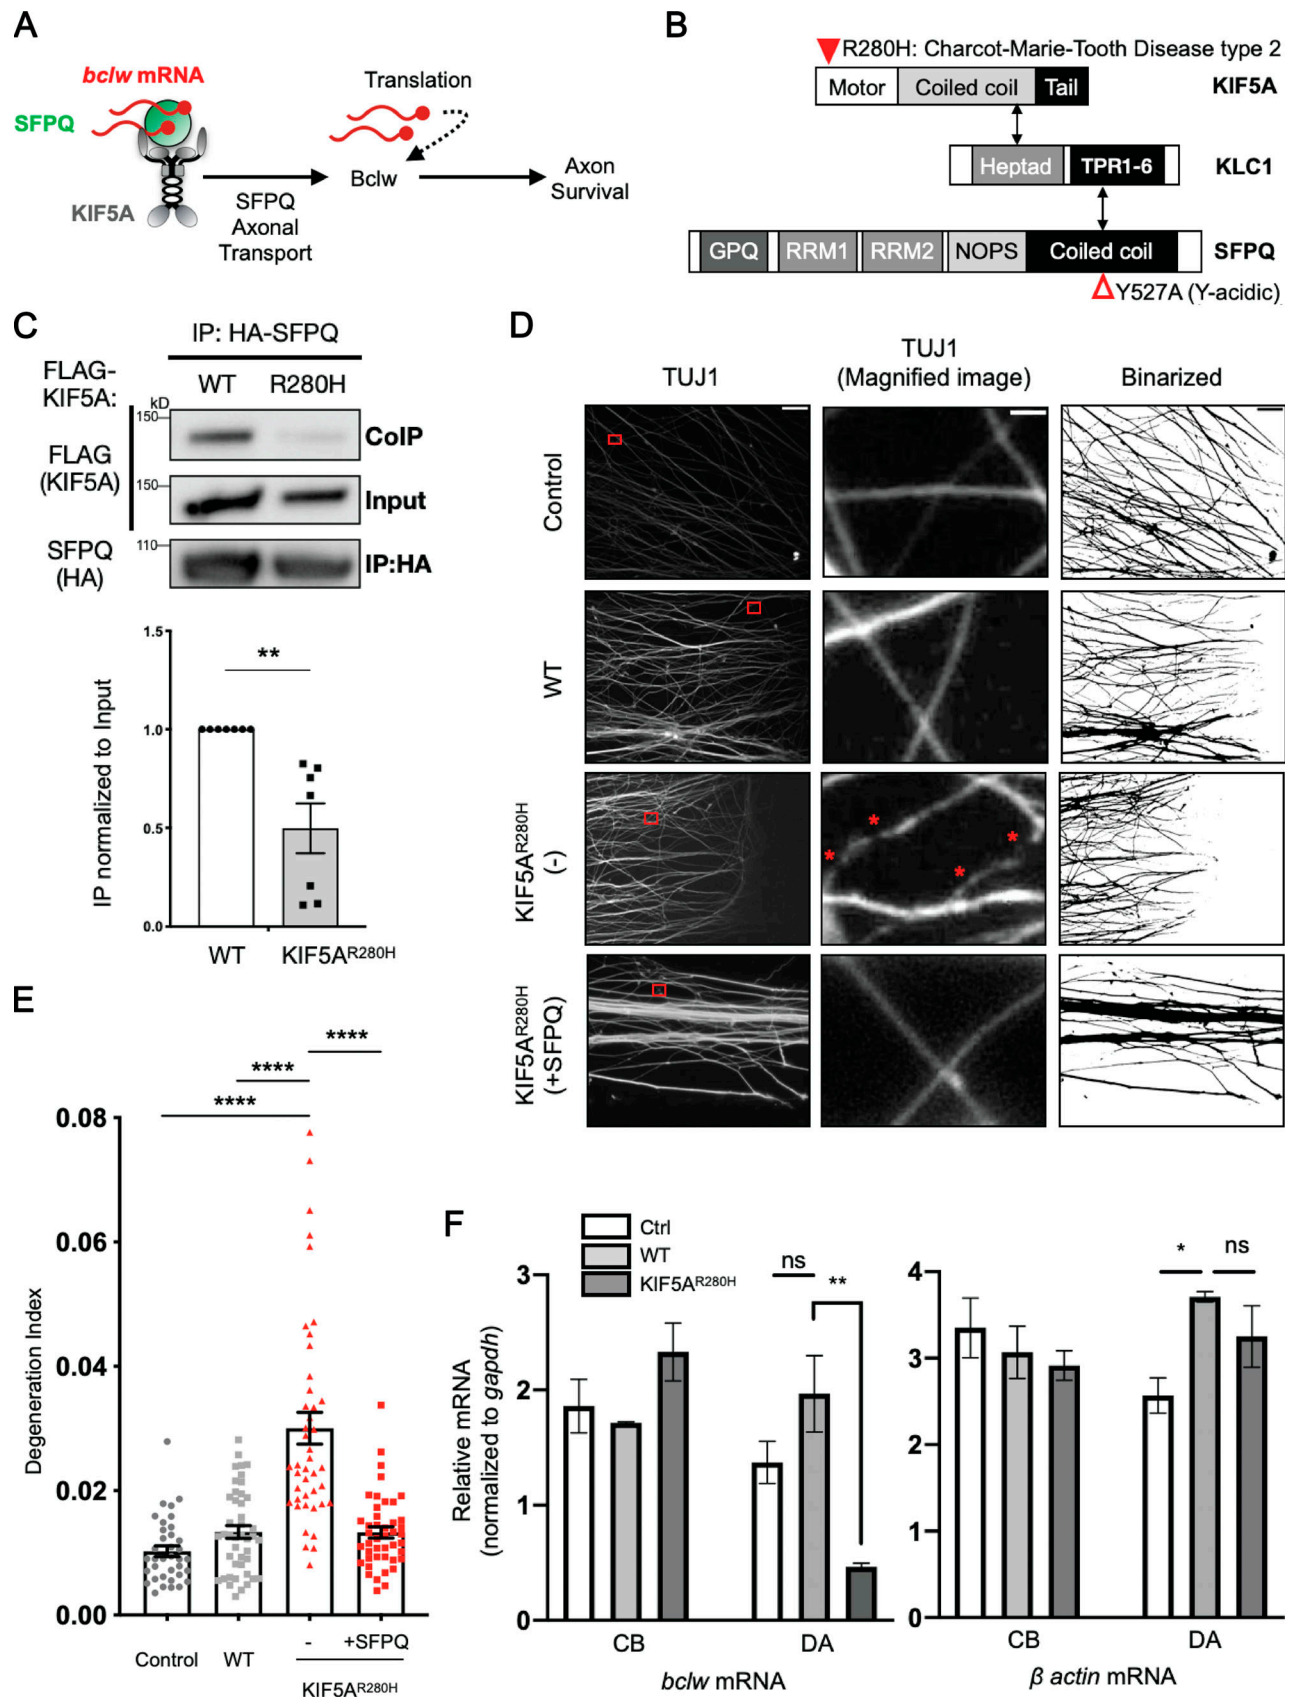 A
bclw mRNA
SFPQ
KIF5A
SFPQ
Axonal
Transport
Translation
Bclw
Axon
Survival
B
R280H: Charcot-Marie-Tooth Disease type 2
Motor Coiled coil Tail KIF5A
Heptad TPR1-6 KLC1
GPQ RRM1 RRM2 NOPS Coiled coil SFPQ
Y527A (Y-acidic)
C
IP: HA-SFPQ
FLAG-
KIF5A:
WT R280H
kD
150
CoIP
FLAG
(KIF5A)
150
Input
SFPQ
(HA)
110
IP:HA
IP normalized to Input
1.5
1.0
0.5
0.0
**
WT KIF5AR280H
D
TUJ1
TUJ1
(Magnified image)
Binarized
Control
WT
KIF5AR280H
(-)
* * * *
KIF5AR280H
(+SFPQ)
E
****
****
****
Degeneration Index
0.08
0.06
0.04
0.02
0.00
Control WT - +SFPQ
KIF5AR280H
F
Ctrl
WT
KIF5AR280H
Relative mRNA
(normalized to gapdh)
3
2
1
0
ns
**
CB DA
bclw mRNA
4
3
2
1
0
*
ns
CB DA
β actin mRNA